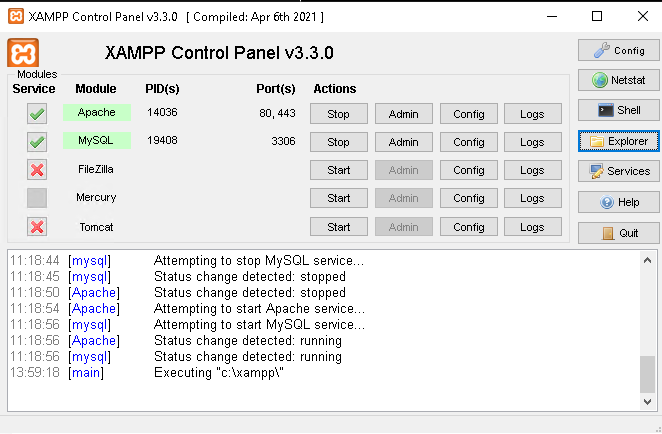 XAMPP Control Panel v3.3.0 [ Compiled: Apr 6th 2021 ]
XAMPP Control Panel v3.3.0
Config
Modules
Service Module PID(s) Port(s) Actions
Netstat
Apache 14036 80, 443 Stop Admin Config Logs
Shell
MySQL 19408 3306 Stop Admin Config Logs
Explorer
FileZilla Start Admin Config Logs
Services
Mercury Start Admin Config Logs
Help
Tomcat Start Admin Config Logs
Quit
11:18:44 [mysql] Attempting to stop MySQL service...
11:18:45 [mysql] Status change detected: stopped
11:18:50 [Apache] Status change detected: stopped
11:18:54 [Apache] Attempting to start Apache service...
11:18:56 [mysql] Attempting to start MySQL service...
11:18:56 [Apache] Status change detected: running
11:18:56 [mysql] Status change detected: running
13:59:18 [main] Executing "c:\xampp\"